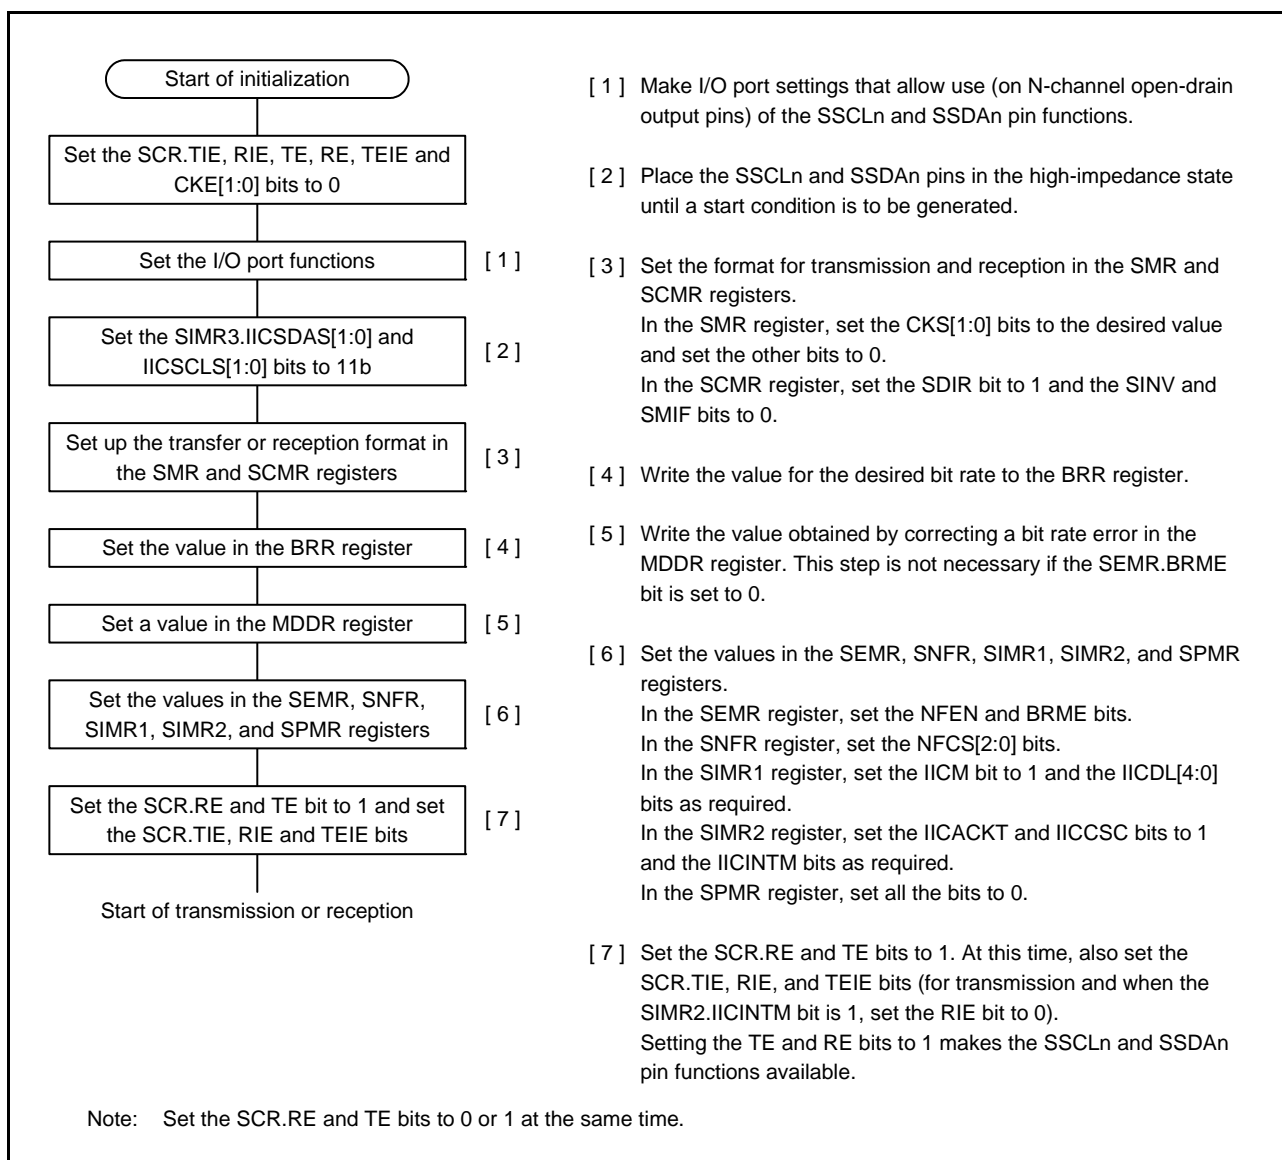 Start of initialization
Set the SCR.TIE, RIE, TE, RE, TEIE and
CKE[1:0] bits to 0
Set the I/O port functions
[ 1 ]
Set the SIMR3.IICSDAS[1:0] and
IICSCLS[1:0] bits to 11b
[ 2 ]
Set up the transfer or reception format in
the SMR and SCMR registers
[ 3 ]
Set the value in the BRR register
[ 4 ]
Set a value in the MDDR register
[ 5 ]
Set the values in the SEMR, SNFR,
SIMR1, SIMR2, and SPMR registers
[ 6 ]
Set the SCR.RE and TE bit to 1 and set
the SCR.TIE, RIE and TEIE bits
[ 7 ]
Start of transmission or reception
[ 1 ] Make I/O port settings that allow use (on N-channel open-drain
output pins) of the SSCLn and SSDAn pin functions.
[ 2 ] Place the SSCLn and SSDAn pins in the high-impedance state
until a start condition is to be generated.
[ 3 ] Set the format for transmission and reception in the SMR and
SCMR registers.
In the SMR register, set the CKS[1:0] bits to the desired value
and set the other bits to 0.
In the SCMR register, set the SDIR bit to 1 and the SINV and
SMIF bits to 0.
[ 4 ] Write the value for the desired bit rate to the BRR register.
[ 5 ] Write the value obtained by correcting a bit rate error in the
MDDR register. This step is not necessary if the SEMR.BRME
bit is set to 0.
[ 6 ] Set the values in the SEMR, SNFR, SIMR1, SIMR2, and SPMR
registers.
In the SEMR register, set the NFEN and BRME bits.
In the SNFR register, set the NFCS[2:0] bits.
In the SIMR1 register, set the IICM bit to 1 and the IICDL[4:0]
bits as required.
In the SIMR2 register, set the IICACKT and IICCSC bits to 1
and the IICINTM bits as required.
In the SPMR register, set all the bits to 0.
[ 7 ] Set the SCR.RE and TE bits to 1. At this time, also set the
SCR.TIE, RIE, and TEIE bits (for transmission and when the
SIMR2.IICINTM bit is 1, set the RIE bit to 0).
Setting the TE and RE bits to 1 makes the SSCLn and SSDAn
pin functions available.
Note: Set the SCR.RE and TE bits to 0 or 1 at the same time.